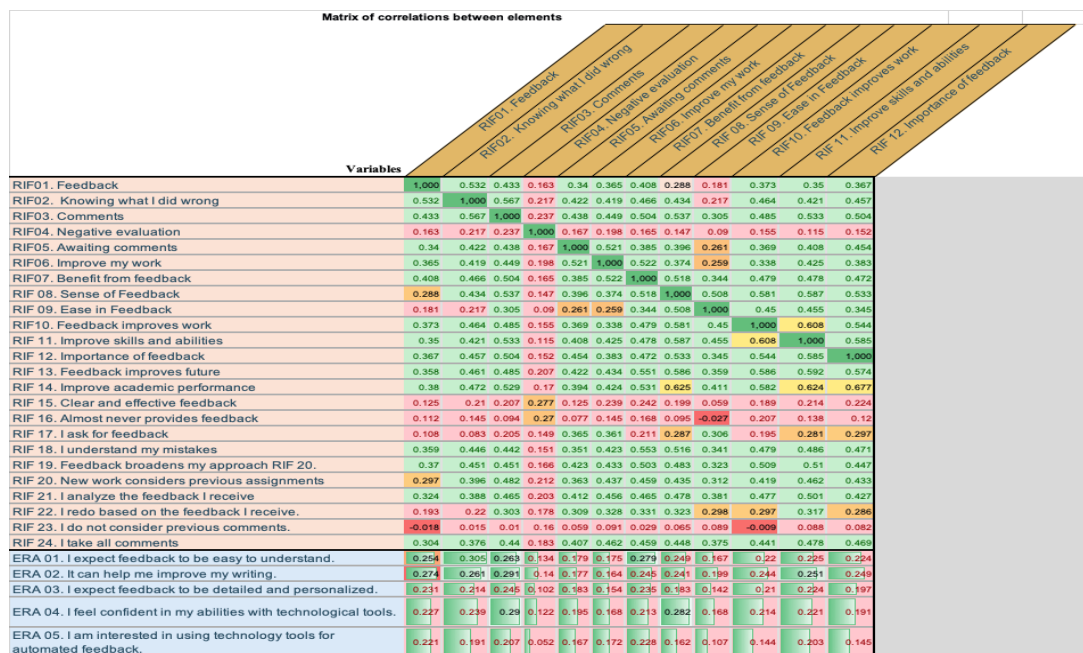 Matrix of correlations between elements
RIF01. Feedback
RIF02. Knowing what I did wrong
RIF03. Comments
RIF04. Negative evaluation
RIF05. Awaiting comments
RIF06. Improve my work
RIF07. Benefit from feedback
RIF 08. Sense of Feedback
RIF 09. Ease in Feedback
RIF10. Feedback improves work
RIF 11. Improve skills and abilities
RIF 12. Importance of feedback
Variables
RIF01. Feedback 1,000 0.532 0.433 0.163 0.34 0.365 0.408 0.288 0.181 0.373 0.35 0.367
RIF02. Knowing what I did wrong 0.532 1,000 0.567 0.217 0.422 0.419 0.466 0.434 0.217 0.464 0.421 0.457
RIF03. Comments 0.433 0.567 1,000 0.237 0.438 0.449 0.504 0.537 0.305 0.485 0.533 0.504
RIF04. Negative evaluation 0.163 0.217 0.237 1,000 0.167 0.198 0.165 0.147 0.09 0.155 0.115 0.152
RIF05. Awaiting comments 0.34 0.422 0.438 0.167 1,000 0.521 0.385 0.396 0.261 0.369 0.408 0.454
RIF06. Improve my work 0.365 0.419 0.449 0.198 0.521 1,000 0.522 0.374 0.259 0.338 0.425 0.383
RIF07. Benefit from feedback 0.408 0.466 0.504 0.165 0.385 0.522 1,000 0.518 0.344 0.479 0.478 0.472
RIF 08. Sense of Feedback 0.288 0.434 0.537 0.147 0.396 0.374 0.518 1,000 0.508 0.581 0.587 0.533
RIF 09. Ease in Feedback 0.181 0.217 0.305 0.09 0.261 0.259 0.344 0.508 1,000 0.45 0.455 0.345
RIF10. Feedback improves work 0.373 0.464 0.485 0.155 0.369 0.338 0.479 0.581 0.45 1,000 0.608 0.544
RIF 11. Improve skills and abilities 0.35 0.421 0.533 0.115 0.408 0.425 0.478 0.587 0.455 0.608 1,000 0.585
RIF 12. Importance of feedback 0.367 0.457 0.504 0.152 0.454 0.383 0.472 0.533 0.345 0.544 0.585 1,000
RIF 13. Feedback improves future 0.358 0.461 0.485 0.207 0.422 0.434 0.551 0.586 0.359 0.586 0.592 0.574
RIF 14. Improve academic performance 0.38 0.472 0.529 0.17 0.394 0.424 0.531 0.625 0.411 0.582 0.624 0.677
RIF 15. Clear and effective feedback 0.125 0.21 0.207 0.277 0.125 0.239 0.242 0.199 0.059 0.189 0.214 0.224
RIF 16. Almost never provides feedback 0.112 0.145 0.094 0.27 0.077 0.145 0.168 0.095 -0.027 0.207 0.138 0.12
RIF 17. I ask for feedback 0.108 0.083 0.205 0.149 0.365 0.361 0.211 0.287 0.306 0.195 0.281 0.297
RIF 18. I understand my mistakes 0.359 0.446 0.442 0.151 0.351 0.423 0.553 0.516 0.341 0.479 0.486 0.471
RIF 19. Feedback broadens my approach RIF 20. 0.37 0.451 0.451 0.166 0.423 0.433 0.503 0.483 0.323 0.509 0.51 0.447
RIF 20. New work considers previous assignments 0.297 0.396 0.482 0.212 0.363 0.437 0.459 0.435 0.312 0.419 0.462 0.433
RIF 21. I analyze the feedback I receive 0.324 0.388 0.465 0.203 0.412 0.456 0.465 0.478 0.381 0.477 0.501 0.427
RIF 22. I redo based on the feedback I receive. 0.193 0.22 0.303 0.178 0.309 0.328 0.331 0.323 0.298 0.297 0.317 0.286
RIF 23. I do not consider previous comments. -0.018 0.015 0.01 0.16 0.059 0.091 0.029 0.065 0.089 -0.009 0.088 0.082
RIF 24. I take all comments 0.304 0.376 0.44 0.183 0.407 0.462 0.459 0.448 0.375 0.441 0.478 0.469
ERA 01. I expect feedback to be easy to understand. 0.254 0.305 0.263 0.134 0.179 0.175 0.279 0.249 0.167 0.22 0.225 0.224
ERA 02. It can help me improve my writing. 0.274 0.261 0.291 0.14 0.177 0.164 0.245 0.241 0.199 0.244 0.251 0.249
ERA 03. I expect feedback to be detailed and personalized. 0.231 0.214 0.245 0.102 0.183 0.154 0.235 0.183 0.142 0.21 0.224 0.197
ERA 04. I feel confident in my abilities with technological tools. 0.227 0.239 0.29 0.122 0.195 0.168 0.213 0.282 0.168 0.214 0.221 0.191
ERA 05. I am interested in using technology tools for
automated feedback. 0.221 0.191 0.207 0.052 0.167 0.172 0.228 0.162 0.107 0.144 0.203 0.145